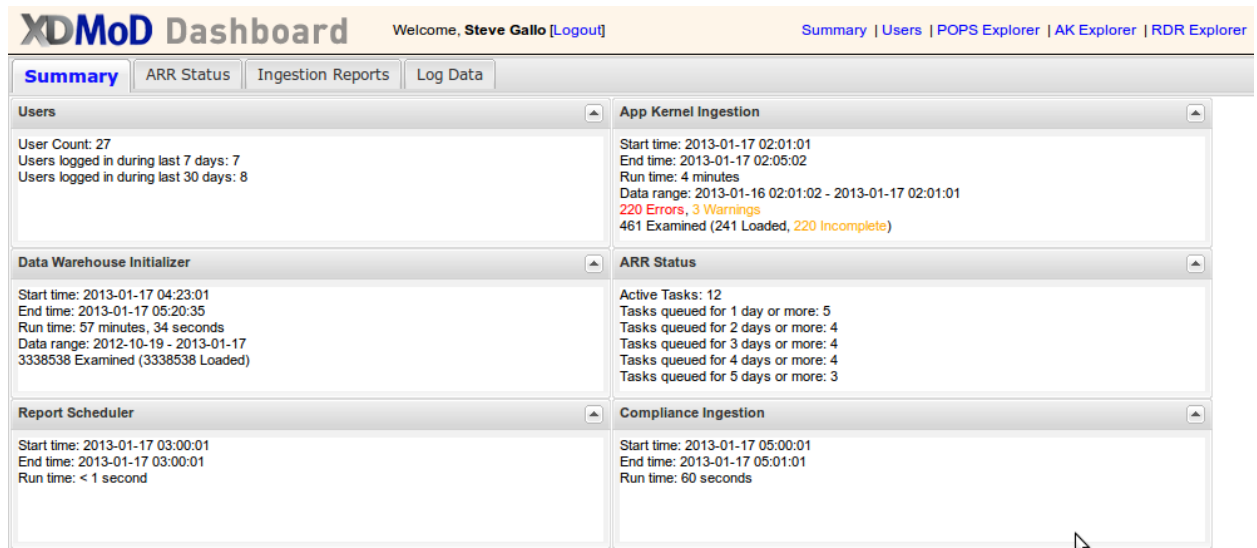 XDMoD Dashboard Welcome, Steve Gallo [Logout] Summary | Users | POPS Explorer | AK Explorer | RDR Explorer
Summary ARR Status Ingestion Reports Log Data
Users
User Count: 27
Users logged in during last 7 days: 7
Users logged in during last 30 days: 8
App Kernel Ingestion
Start time: 2013-01-17 02:01:01
End time: 2013-01-17 02:05:02
Run time: 4 minutes
Data range: 2013-01-16 02:01:02 - 2013-01-17 02:01:01
220 Errors, 3 Warnings
461 Examined (241 Loaded, 220 Incomplete)
Data Warehouse Initializer
Start time: 2013-01-17 04:23:01
End time: 2013-01-17 05:20:35
Run time: 57 minutes, 34 seconds
Data range: 2012-10-19 - 2013-01-17
3338538 Examined (3338538 Loaded)
ARR Status
Active Tasks: 12
Tasks queued for 1 day or more: 5
Tasks queued for 2 days or more: 4
Tasks queued for 3 days or more: 4
Tasks queued for 4 days or more: 4
Tasks queued for 5 days or more: 3
Report Scheduler
Start time: 2013-01-17 03:00:01
End time: 2013-01-17 03:00:01
Run time: < 1 second
Compliance Ingestion
Start time: 2013-01-17 05:00:01
End time: 2013-01-17 05:01:01
Run time: 60 seconds